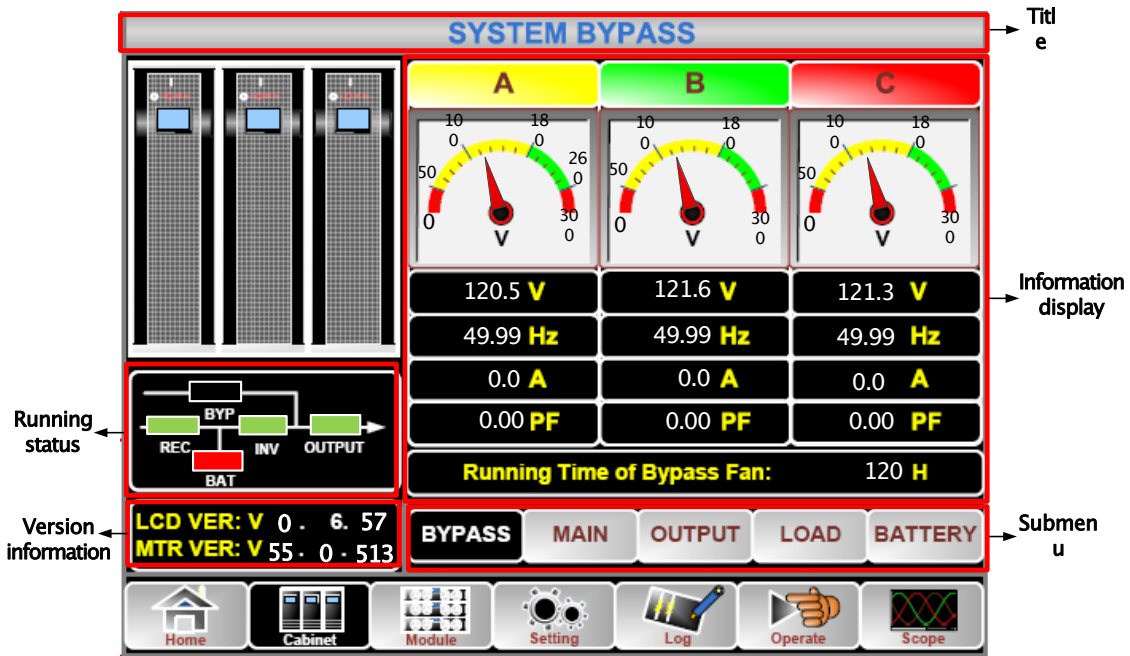 SYSTEM BYPASS
Titl
e
A
B
C
0
50
10
0
18
0
26
0
30
0
V
0
50
10
0
18
0
30
0
V
0
50
10
0
18
0
30
0
V
120.5 V
121.6 V
121.3 V
49.99 Hz
49.99 Hz
49.99 Hz
0.0 A
0.0 A
0.0 A
0.00 PF
0.00 PF
0.00 PF
Running Time of Bypass Fan: 120 H
Information
display
Running
status
BYP
REC
INV
OUTPUT
BAT
Version
information
LCD VER: V 0 . 6. 57
MTR VER: V 55 . 0 . 513
BYPASS
MAIN
OUTPUT
LOAD
BATTERY
Submen
u
Home
Cabinet
Module
Setting
Log
Operate
Scope